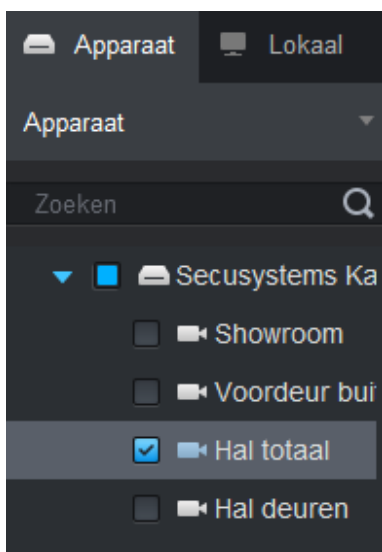 Apparaat Lokaal
Apparaat
Zoeken
Secusystems Ka
Showroom
Voordeur bui
Hal totaal
Hal deuren